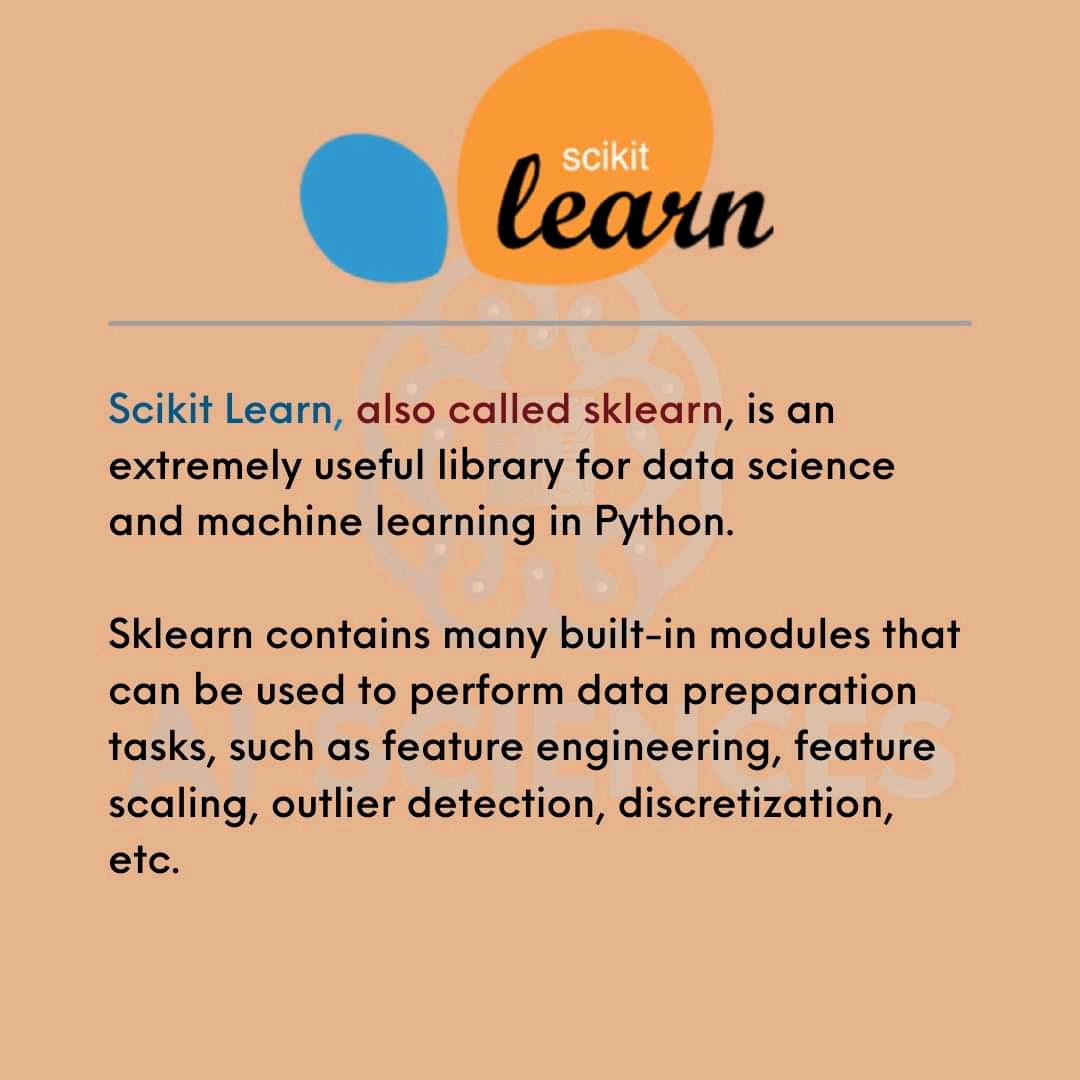 scikit
learn
Scikit Learn, also called sklearn, is an
extremely useful library for data science
and machine learning in Python.
Sklearn contains many built-in modules that
can be used to perform data preparation
tasks, such as feature engineering, feature
scaling, outlier detection, discretization,
etc.
AI SCIENCES